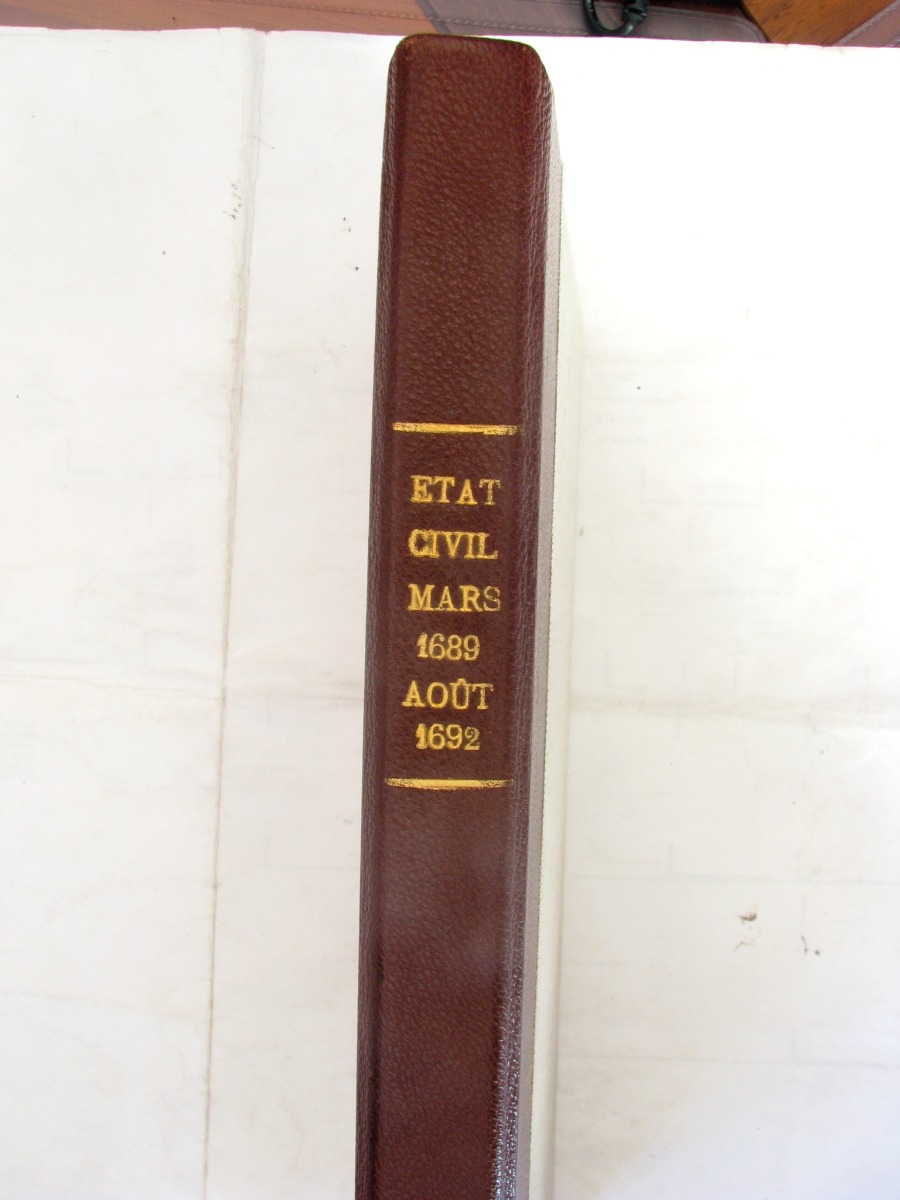 ETAT
CIVIL
MARS
1689
AOÛT
1692